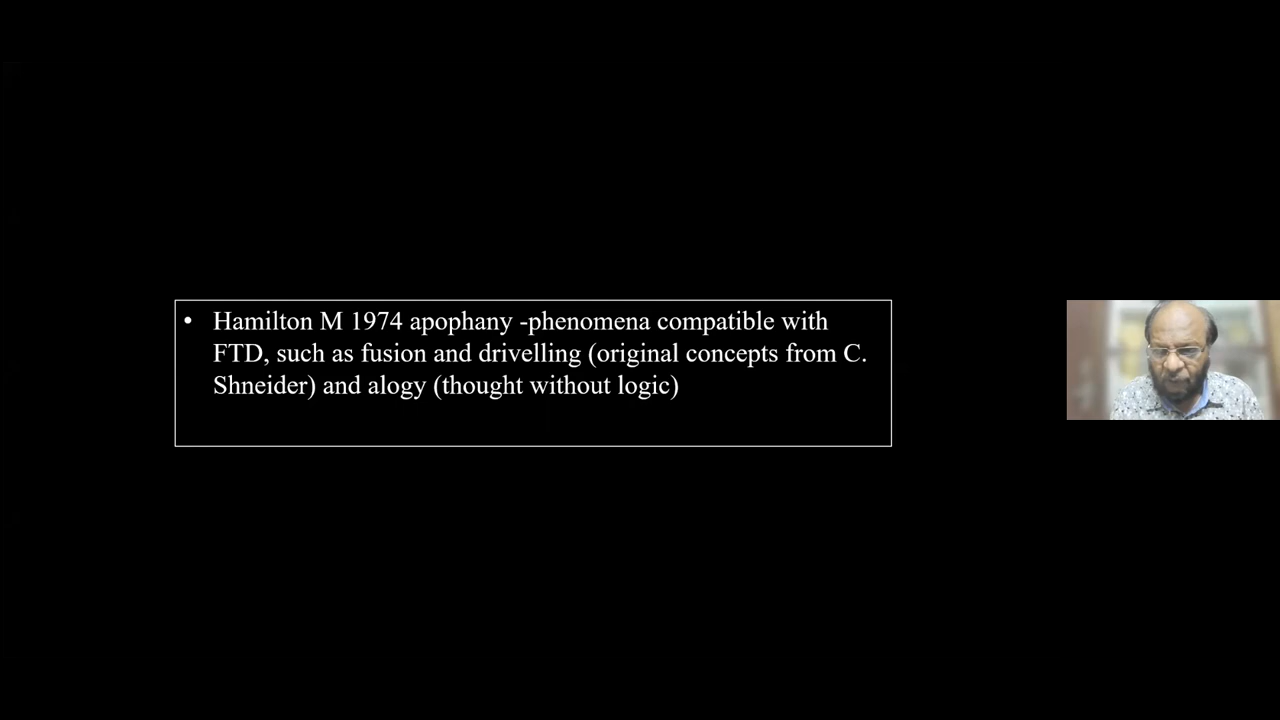 • Hamilton M 1974 apophany -phenomena compatible with
FTD, such as fusion and drivelling (original concepts from C.
Shneider) and alogy (thought without logic)